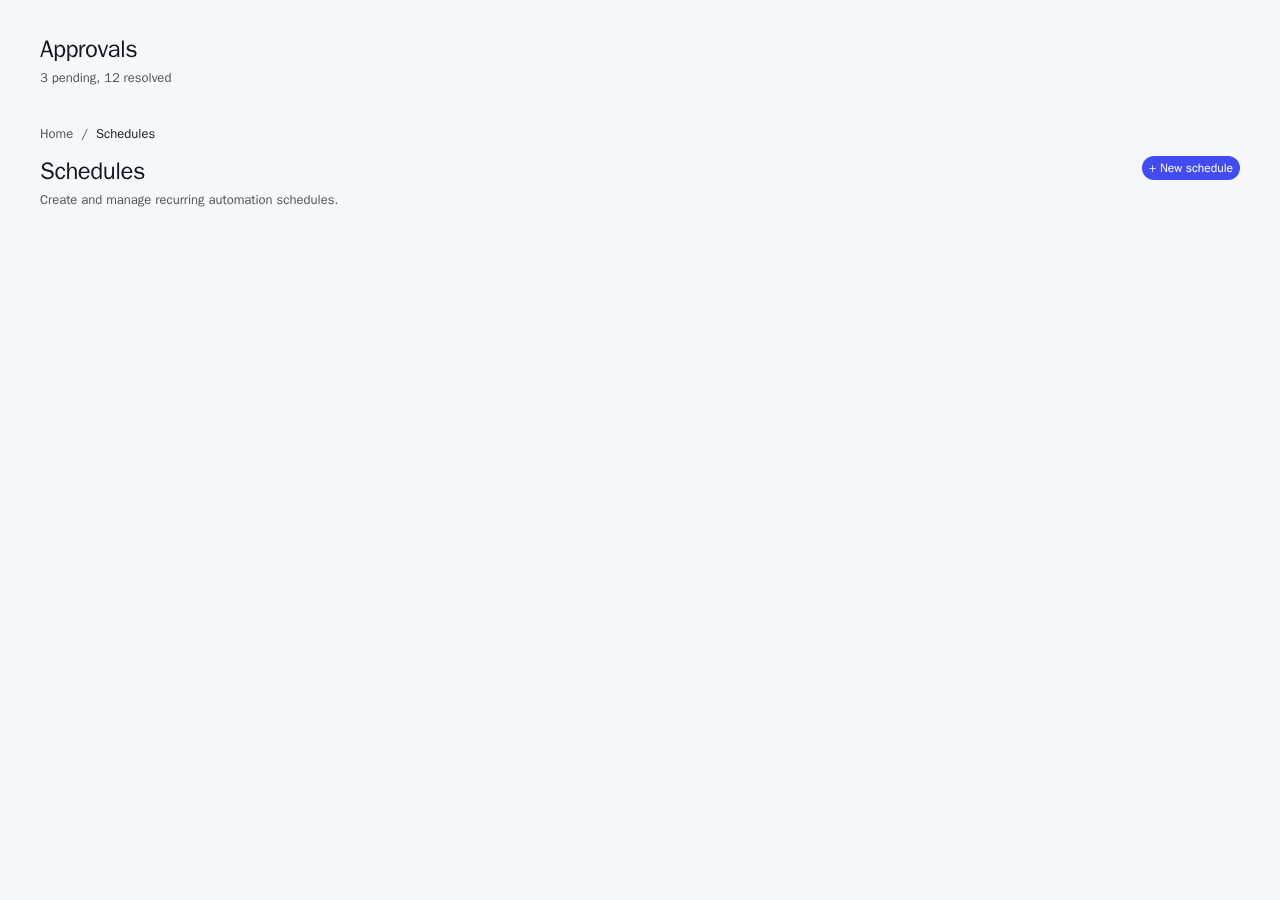 Approvals
3 pending, 12 resolved
Home / Schedules
Schedules
+ New schedule
Create and manage recurring automation schedules.